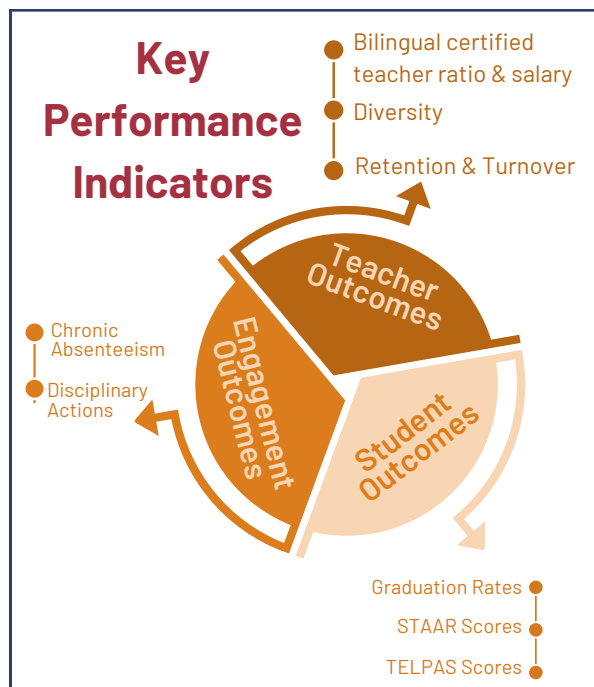 Key
Performance
Indicators
Bilingual certified
teacher ratio & salary
Diversity
Retention & Turnover
Teacher
Outcomes
Engagement
Outcomes
Chronic
Absenteeism
Disciplinary
Actions
Student
Outcomes
Graduation Rates
STAAR Scores
TELPAS Scores